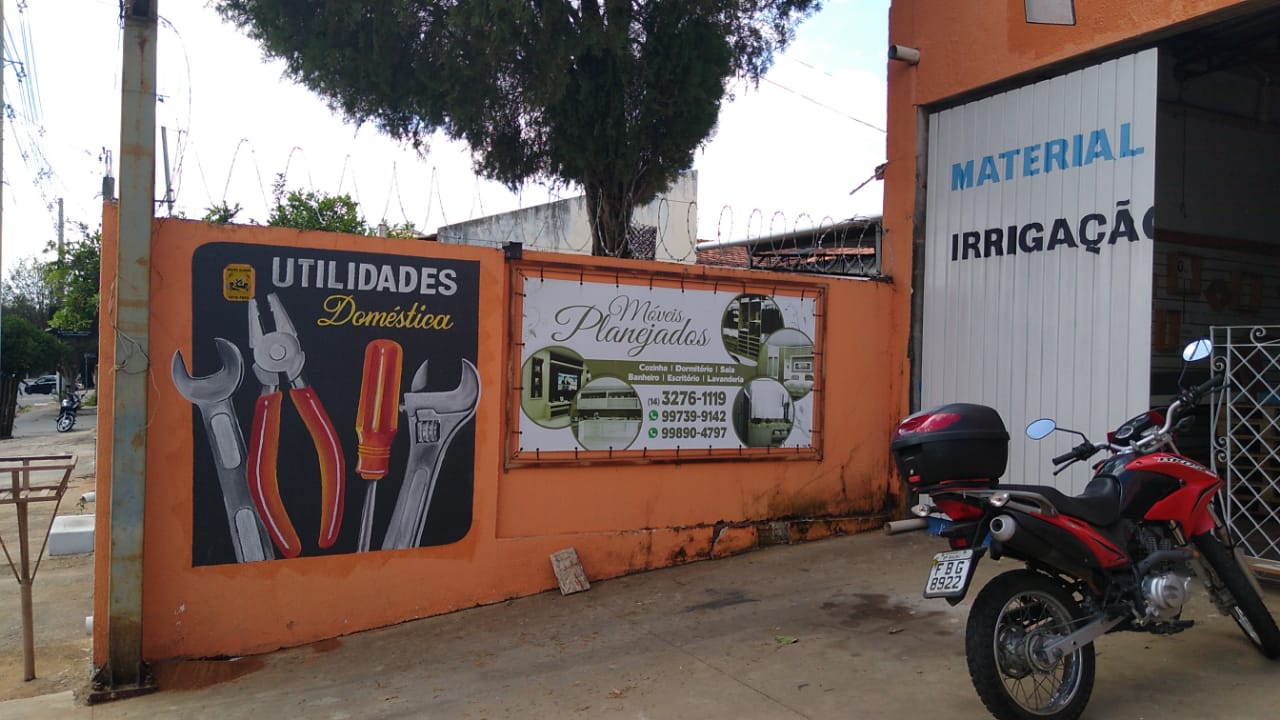 UTILIDADES
Doméstica
Móveis
Planejados
Cozinha | Dormitório | Sala
Banheiro | Escritório | Lavanderia
(14) 3276-1119
99739-9142
99890-4797
MATERIAL
IRRIGAÇÃO
FBG
8922